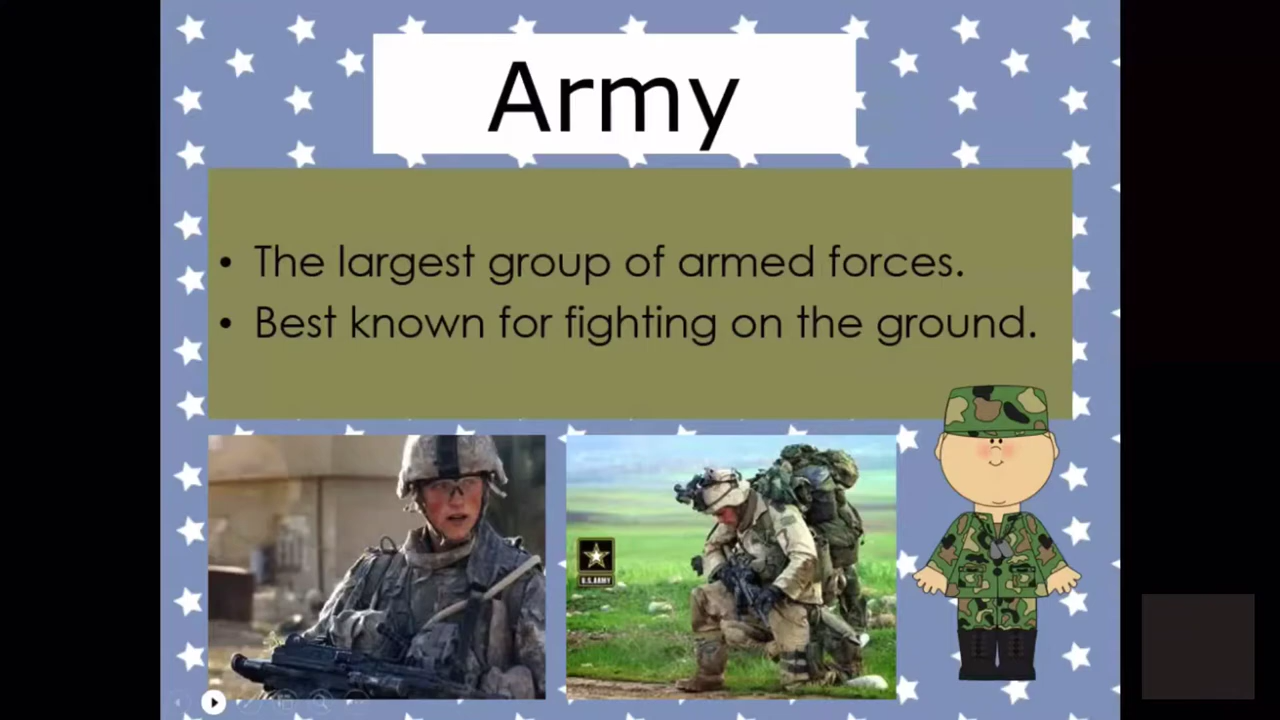 Army
• The largest group of armed forces.
• Best known for fighting on the ground.
U.S.ARMY